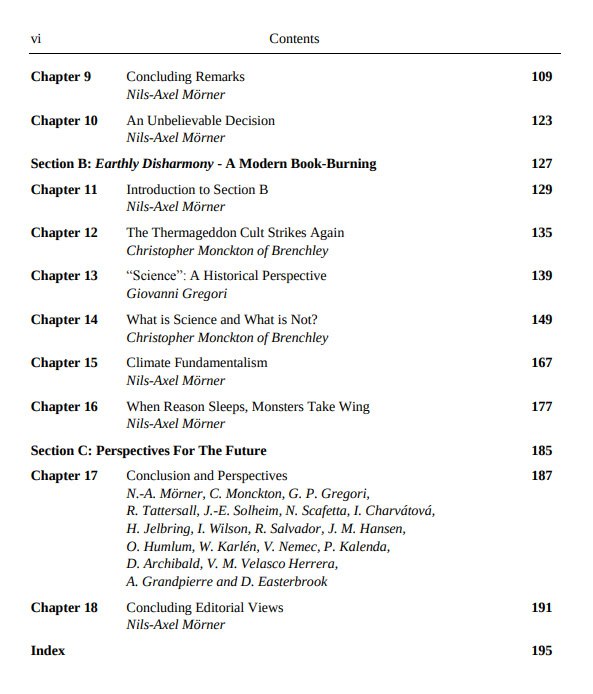 vi Contents
Chapter 9 Concluding Remarks 109
Nils-Axel Mörner
Chapter 10 An Unbelievable Decision 123
Nils-Axel Mörner
Section B: Earthly Disharmony - A Modern Book-Burning 127
Chapter 11 Introduction to Section B 129
Nils-Axel Mörner
Chapter 12 The Thermageddon Cult Strikes Again 135
Christopher Monckton of Brenchley
Chapter 13 “Science”: A Historical Perspective 139
Giovanni Gregori
Chapter 14 What is Science and What is Not? 149
Christopher Monckton of Brenchley
Chapter 15 Climate Fundamentalism 167
Nils-Axel Mörner
Chapter 16 When Reason Sleeps, Monsters Take Wing 177
Nils-Axel Mörner
Section C: Perspectives For The Future 185
Chapter 17 Conclusion and Perspectives 187
N.-A. Mörner, C. Monckton, G. P. Gregori,
R. Tattersall, J.-E. Solheim, N. Scafetta, I. Charvátová,
H. Jelbring, I. Wilson, R. Salvador, J. M. Hansen,
O. Humlum, W. Karlén, V. Nemec, P. Kalenda,
D. Archibald, V. M. Velasco Herrera,
A. Grandpierre and D. Easterbrook
Chapter 18 Concluding Editorial Views 191
Nils-Axel Mörner
Index 195